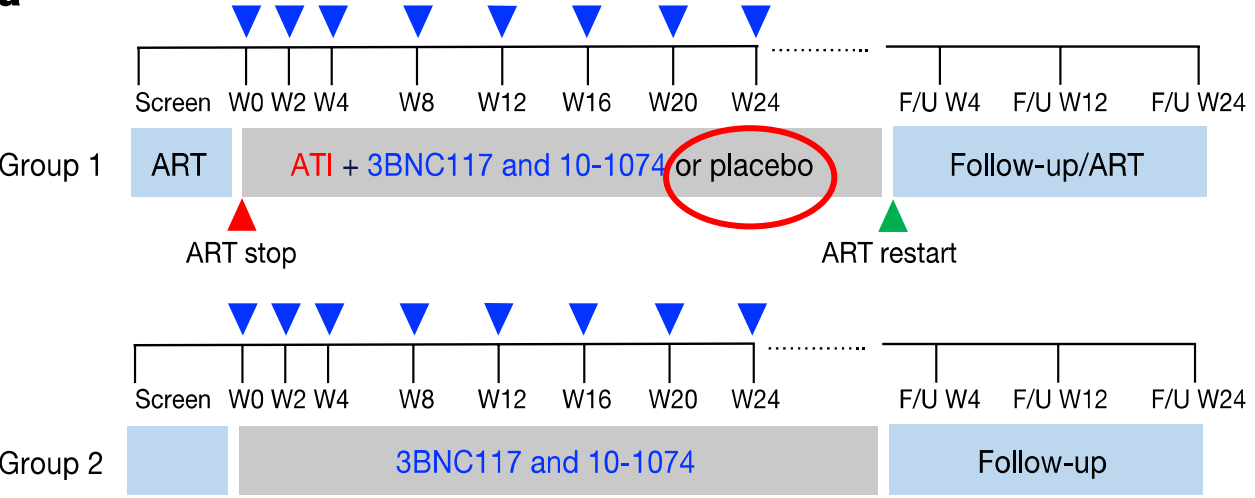 Screen W0 W2 W4 W8 W12 W16 W20 W24 F/U W4 F/U W12 F/U W24
Group 1 ART ATI + 3BNC117 and 10-1074 or placebo Follow-up/ART
ART stop ART restart
Screen W0 W2 W4 W8 W12 W16 W20 W24 F/U W4 F/U W12 F/U W24
Group 2 3BNC117 and 10-1074 Follow-up